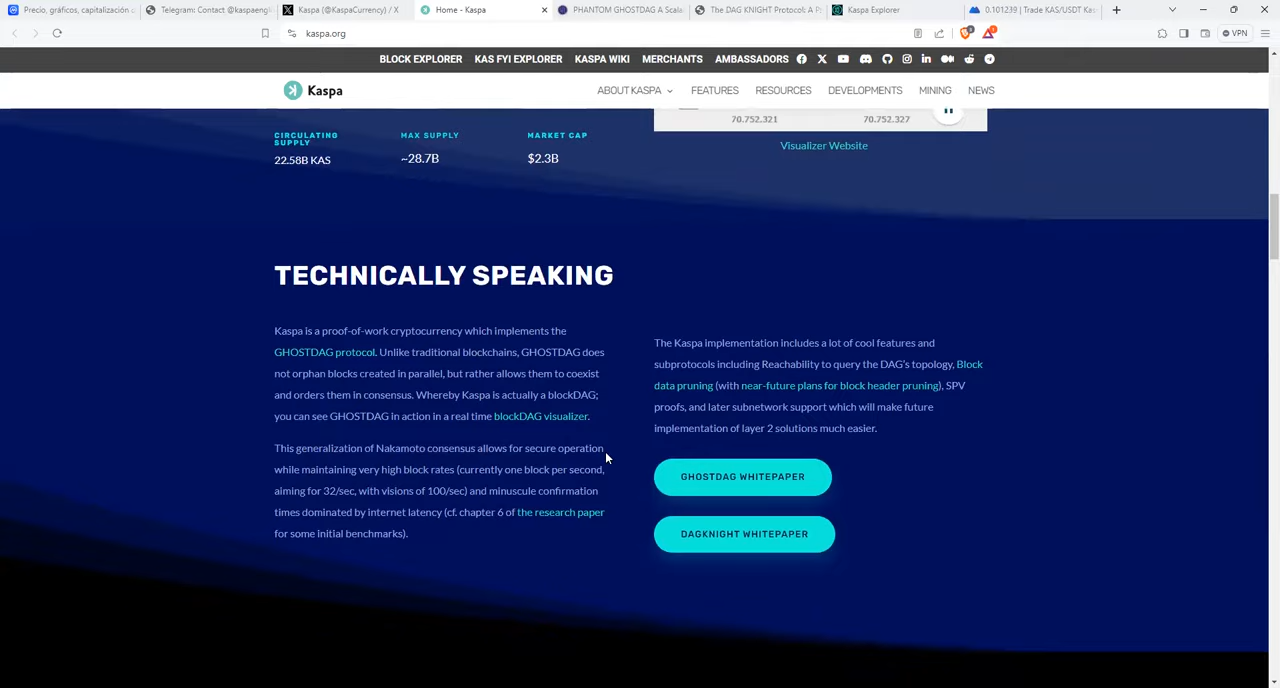 Precio, gráficos, capitalización
Telegram: Contact @kaspaengl
Kaspa (@KaspaCurrency) / X
Home - Kaspa
PHANTOM GHOSTDAG A Scala
The DAG KNIGHT Protocol: A P
Kaspa Explorer
0.101239 | Trade KAS/USDT Kas
kaspa.org
VPN
BLOCK EXPLORER KAS FYI EXPLORER KASPA WIKI MERCHANTS AMBASSADORS
Kaspa
ABOUT KASPA FEATURES RESOURCES DEVELOPMENTS MINING NEWS
70.752.321 70.752.327
Visualizer Website
CIRCULATING
SUPPLY
22.58B KAS
MAX SUPPLY
~28.7B
MARKET CAP
$2.3B
TECHNICALLY SPEAKING
Kaspa is a proof-of-work cryptocurrency which implements the
GHOSTDAG protocol. Unlike traditional blockchains, GHOSTDAG does
not orphan blocks created in parallel, but rather allows them to coexist
and orders them in consensus. Whereby Kaspa is actually a blockDAG;
you can see GHOSTDAG in action in a real time blockDAG visualizer.
This generalization of Nakamoto consensus allows for secure operation
while maintaining very high block rates (currently one block per second,
aiming for 32/sec, with visions of 100/sec) and minuscule confirmation
times dominated by internet latency (cf. chapter 6 of the research paper
for some initial benchmarks).
The Kaspa implementation includes a lot of cool features and
subprotocols including Reachability to query the DAG's topology, Block
data pruning (with near-future plans for block header pruning), SPV
proofs, and later subnetwork support which will make future
implementation of layer 2 solutions much easier.
GHOSTDAG WHITEPAPER
DAGKNIGHT WHITEPAPER